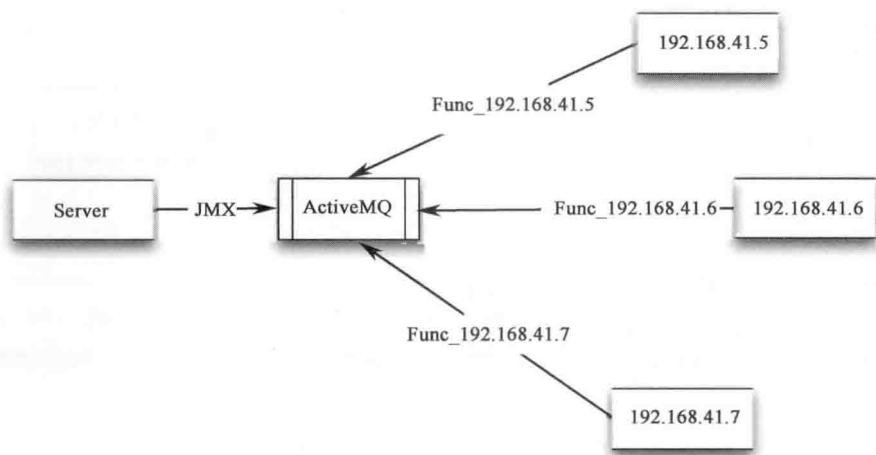 192.168.41.5
Func_192.168.41.5
Server
JMX
ActiveMQ
Func_192.168.41.6
192.168.41.6
Func_192.168.41.7
192.168.41.7